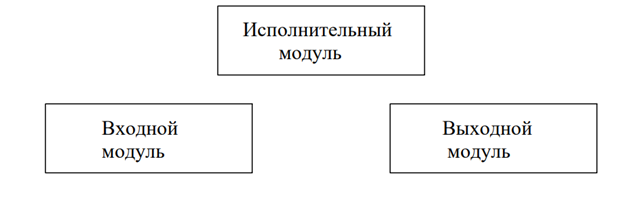 Исполнительный
модуль
Входной
модуль
Выходной
модуль